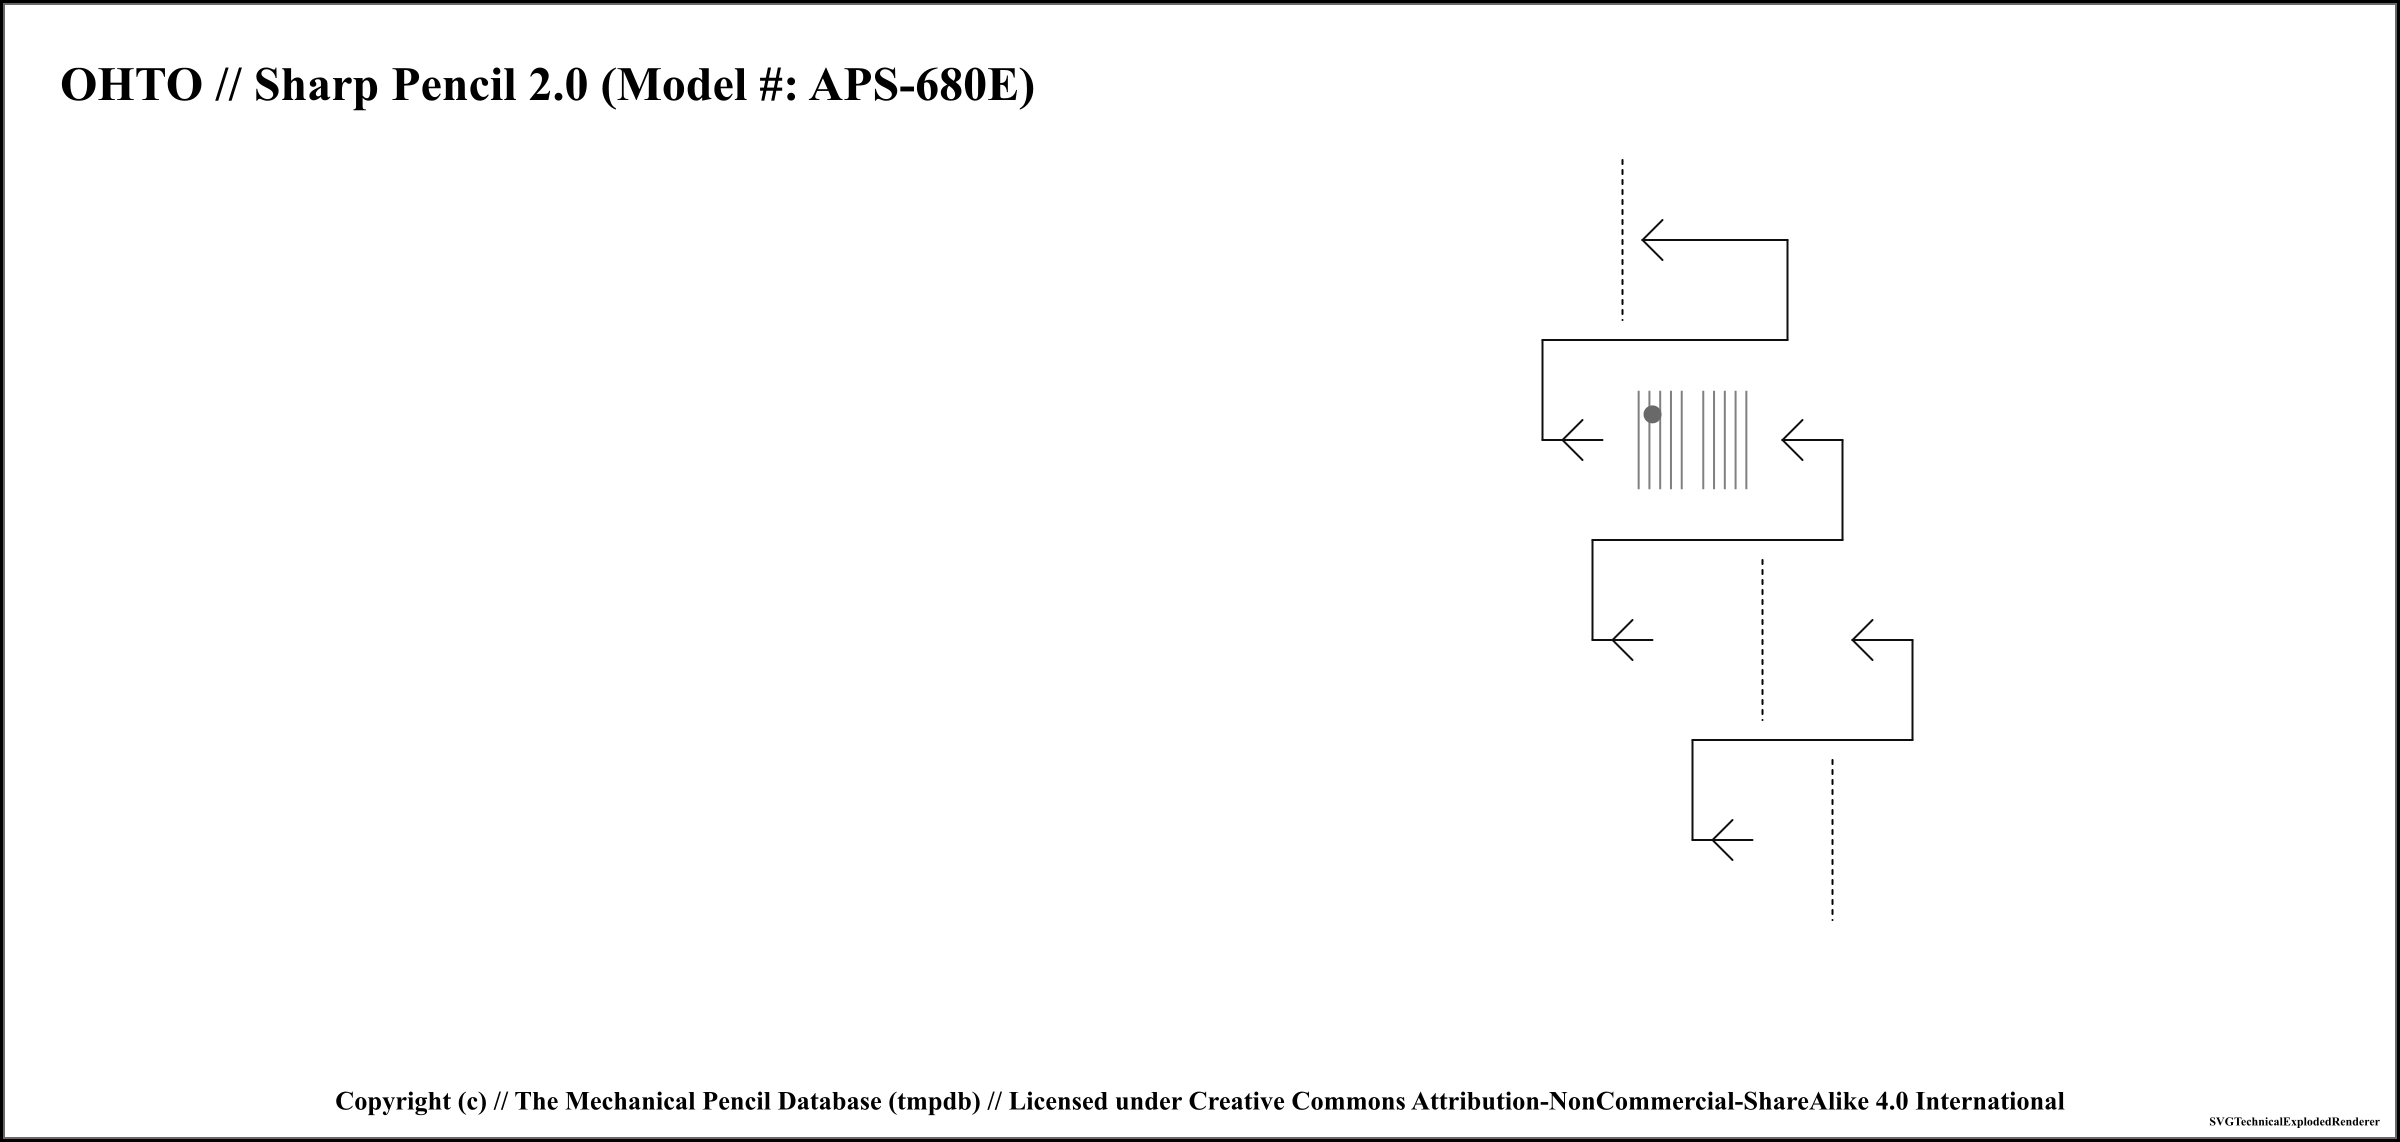 OHTO // Sharp Pencil 2.0 (Model #: APS-680E)
Copyright (c) // The Mechanical Pencil Database (tmpdb) // Licensed under Creative Commons Attribution-NonCommercial-ShareAlike 4.0 International
SVGTechnicalExplodedRenderer